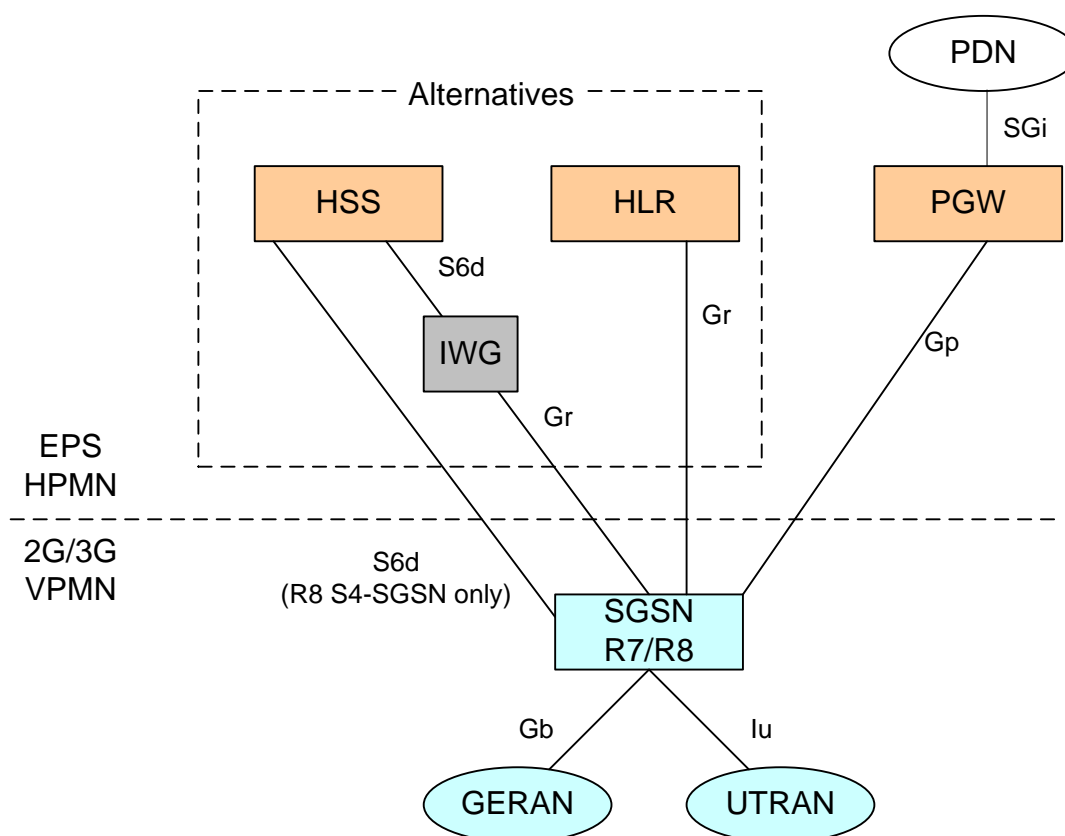 PDN
Alternatives
SGi
HSS
HLR
PGW
S6d
Gr
Gp
IWG
Gr
EPS
HPMN
2G/3G
VPMN
S6d
(R8 S4-SGSN only)
SGSN
R7/R8
Gb
Iu
GERAN
UTRAN